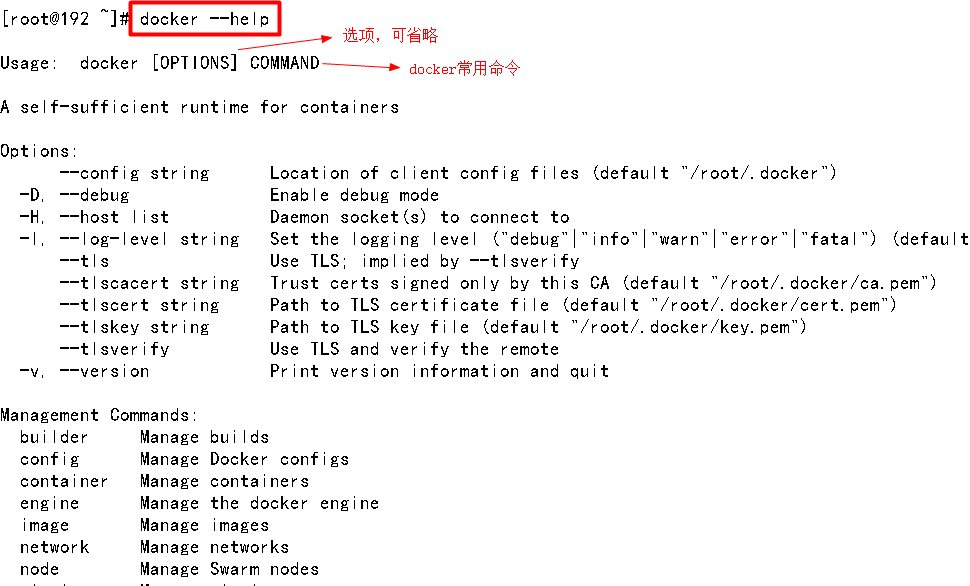 [root@192 ~]# docker --help
选项，可省略
Usage:  docker [OPTIONS] COMMAND
docker常用命令
A self-sufficient runtime for containers
Options:
      --config string      Location of client config files (default "/root/.docker")
  -D, --debug              Enable debug mode
  -H, --host list          Daemon socket(s) to connect to
  -l, --log-level string   Set the logging level ("debug"|"info"|"warn"|"error"|"fatal") (default
      --tls                Use TLS; implied by --tlsverify
      --tlscacert string   Trust certs signed only by this CA (default "/root/.docker/ca.pem")
      --tlscert string     Path to TLS certificate file (default "/root/.docker/cert.pem")
      --tlskey string      Path to TLS key file (default "/root/.docker/key.pem")
      --tlsverify          Use TLS and verify the remote
  -v, --version            Print version information and quit
Management Commands:
  builder     Manage builds
  config      Manage Docker configs
  container   Manage containers
  engine      Manage the docker engine
  image       Manage images
  network     Manage networks
  node        Manage Swarm nodes